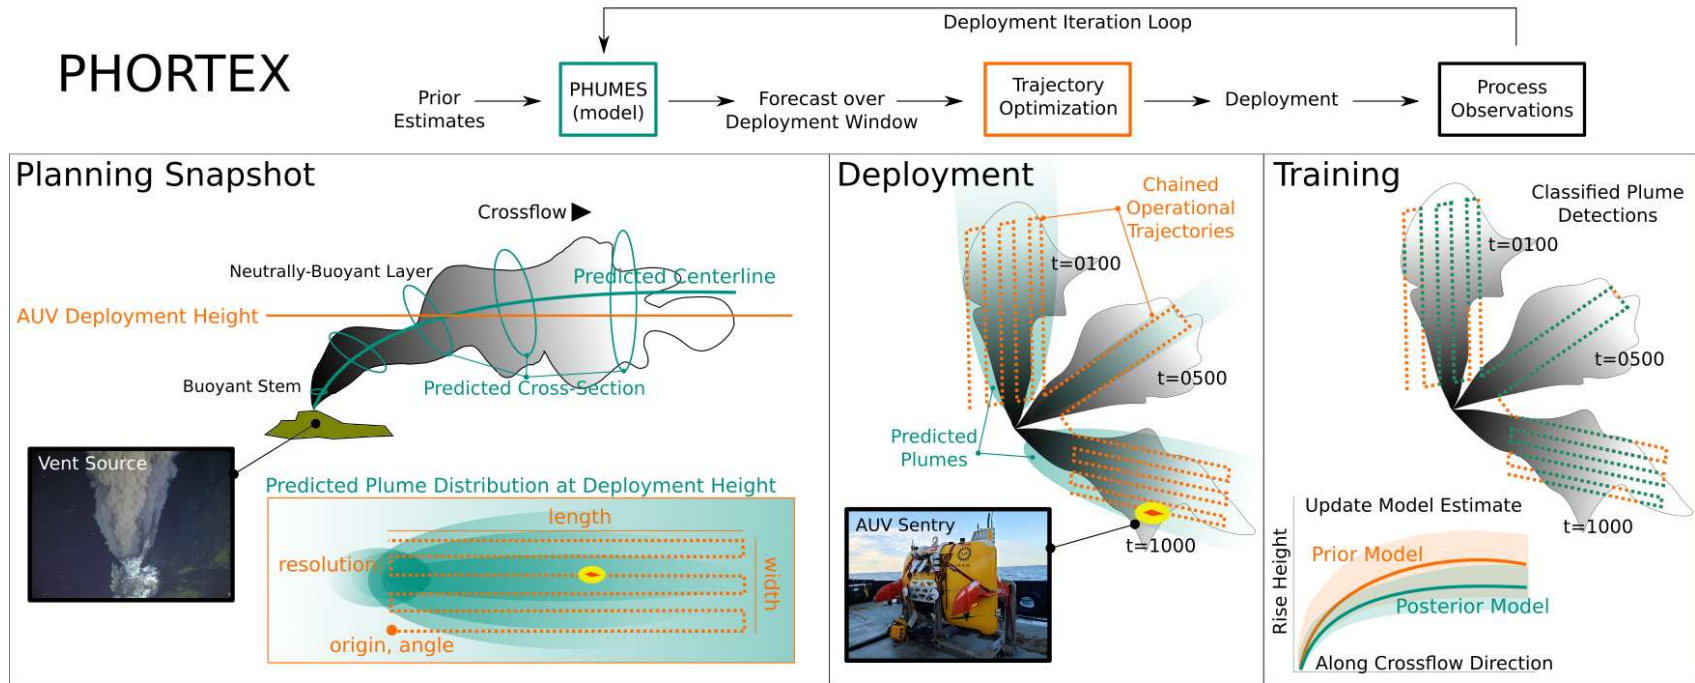 Deployment Iteration Loop
PHORTEX
Prior
Estimates
PHUMES
(model)
Forecast over
Deployment Window
Trajectory
Optimization
Deployment
Process
Observations
Planning Snapshot
Crossflow
Neutrally-Buoyant Layer
Predicted Centerline
AUV Deployment Height
Buoyant Stem
Predicted Cross-Section
Vent Source
Predicted Plume Distribution at Deployment Height
length
resolution
width
origin, angle
Deployment
Chained
Operational
Trajectories
t=0100
t=0500
Predicted
Plumes
AUV Sentry
t=1000
Training
Classified Plume
Detections
t=0100
t=0500
t=1000
Update Model Estimate
Prior Model
Posterior Model
Rise Height
Along Crossflow Direction